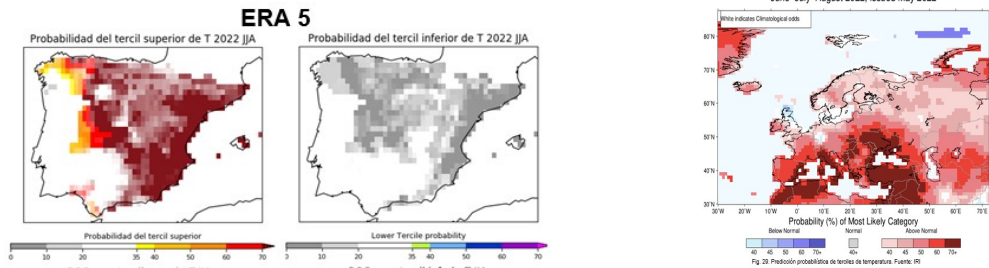 ERA 5
Probabilidad del tercil superior de T 2022 JJA
Probabilidad del tercil inferior de T 2022 JJA
Probabilidad del tercil superior
0 10 20 35 40 50 60 70
Lower Tercile probability
0 10 20 35 40 50 60 70
White indicates Climatological odds
80°N
70°N
60°N
50°N
40°N
30°N
30°W 20°W 10°W 0° 10°E 20°E 30°E 40°E 50°E 60°E 70°E
Probability (%) of Most Likely Category
Below Normal Normal Above Normal
40 45 60 70+ 40 40 45 60 70+
Fig. 29. Predicción probabilística de terciles de temperatura. Fuente: IRI